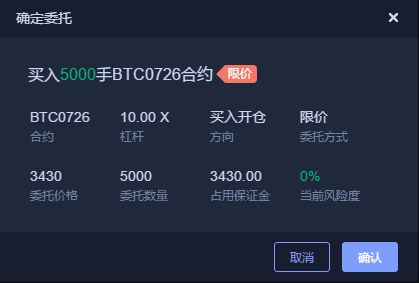 确定委托
买入5000手BTC0726合约 限价
BTC0726 10.00 X 买入开仓 限价
合约 杠杆 方向 委托方式
3430 5000 3430.00 0%
委托价格 委托数量 占用保证金 当前风险度
取消 确认